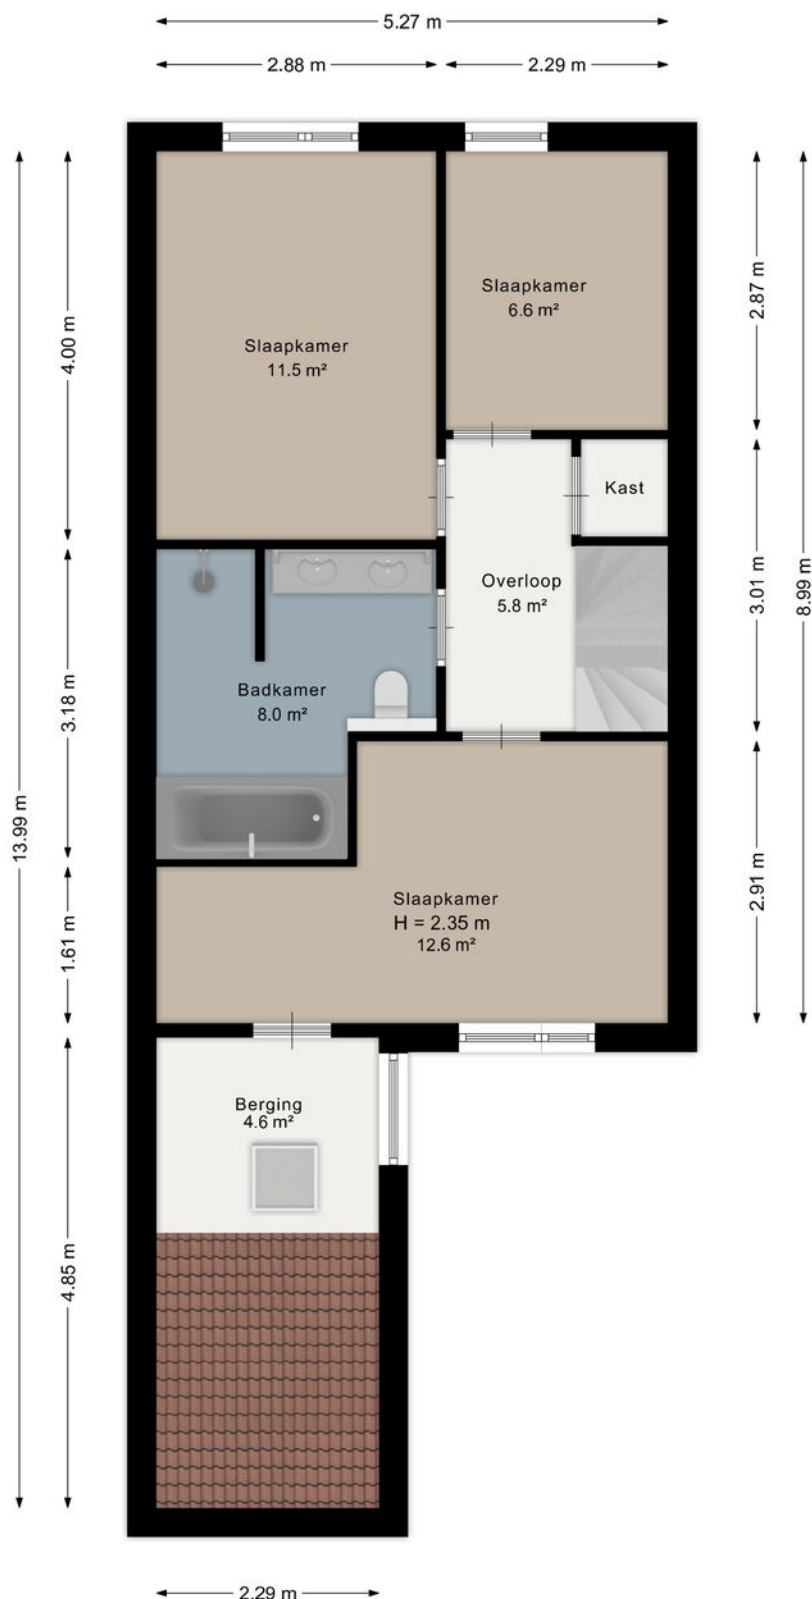 5.27 m
2.88 m
2.29 m
4.00 m
2.87 m
Slaapkamer
6.6 m²
Slaapkamer
11.5 m²
Kast
Overloop
5.8 m²
3.01 m
8.99 m
3.18 m
Badkamer
8.0 m²
13.99 m
2.91 m
1.61 m
Slaapkamer
H = 2.35 m
12.6 m²
Berging
4.6 m²
4.85 m
2.29 m